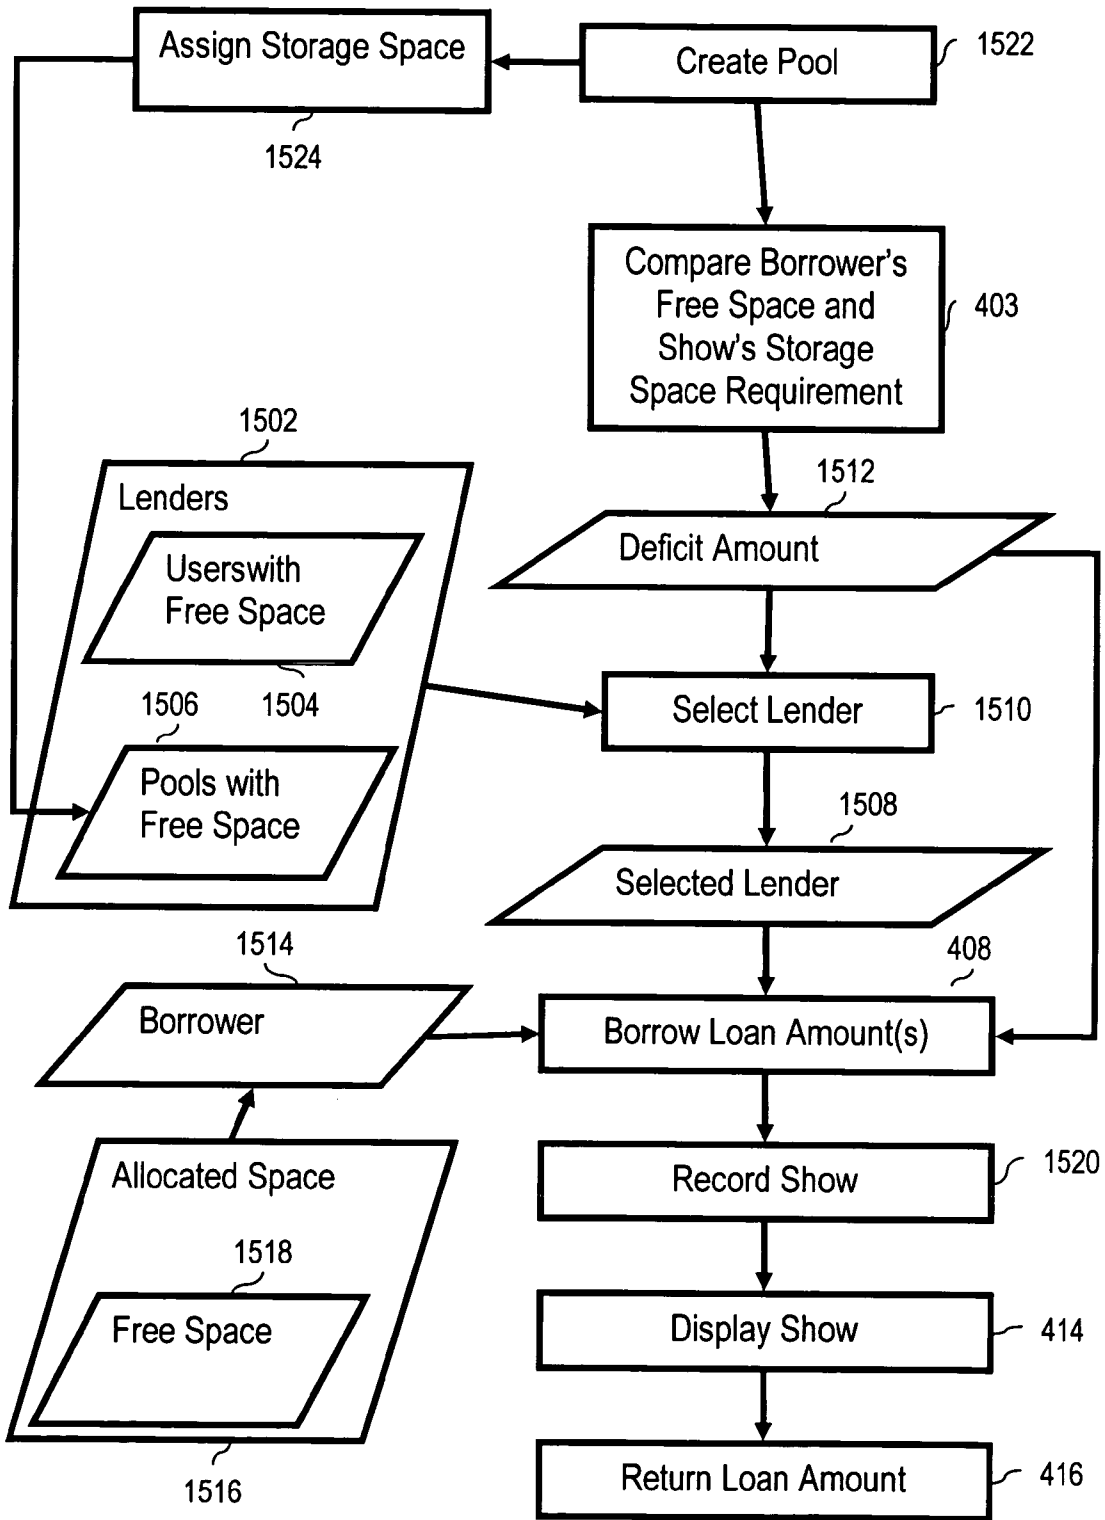 Assign Storage Space
Create Pool
1522
1524
Compare Borrower's
Free Space and
Show's Storage
Space Requirement
403
1502
Lenders
1512
Deficit Amount
Userswith
Free Space
1504
1506
Select Lender
1510
Pools with
Free Space
1508
Selected Lender
1514
408
Borrower
Borrow Loan Amount(s)
Allocated Space
Record Show
1520
1518
Free Space
Display Show
414
1516
Return Loan Amount
416